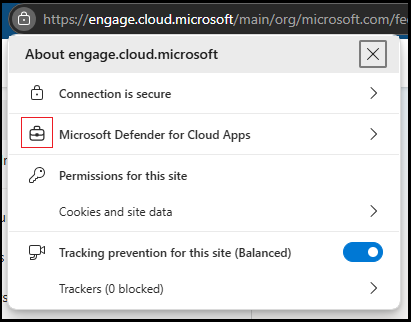 https://engage.cloud.microsoft/main/org/microsoft.com/fee
About engage.cloud.microsoft
Connection is secure
Microsoft Defender for Cloud Apps
Permissions for this site
Cookies and site data
Tracking prevention for this site (Balanced)
Trackers (0 blocked)